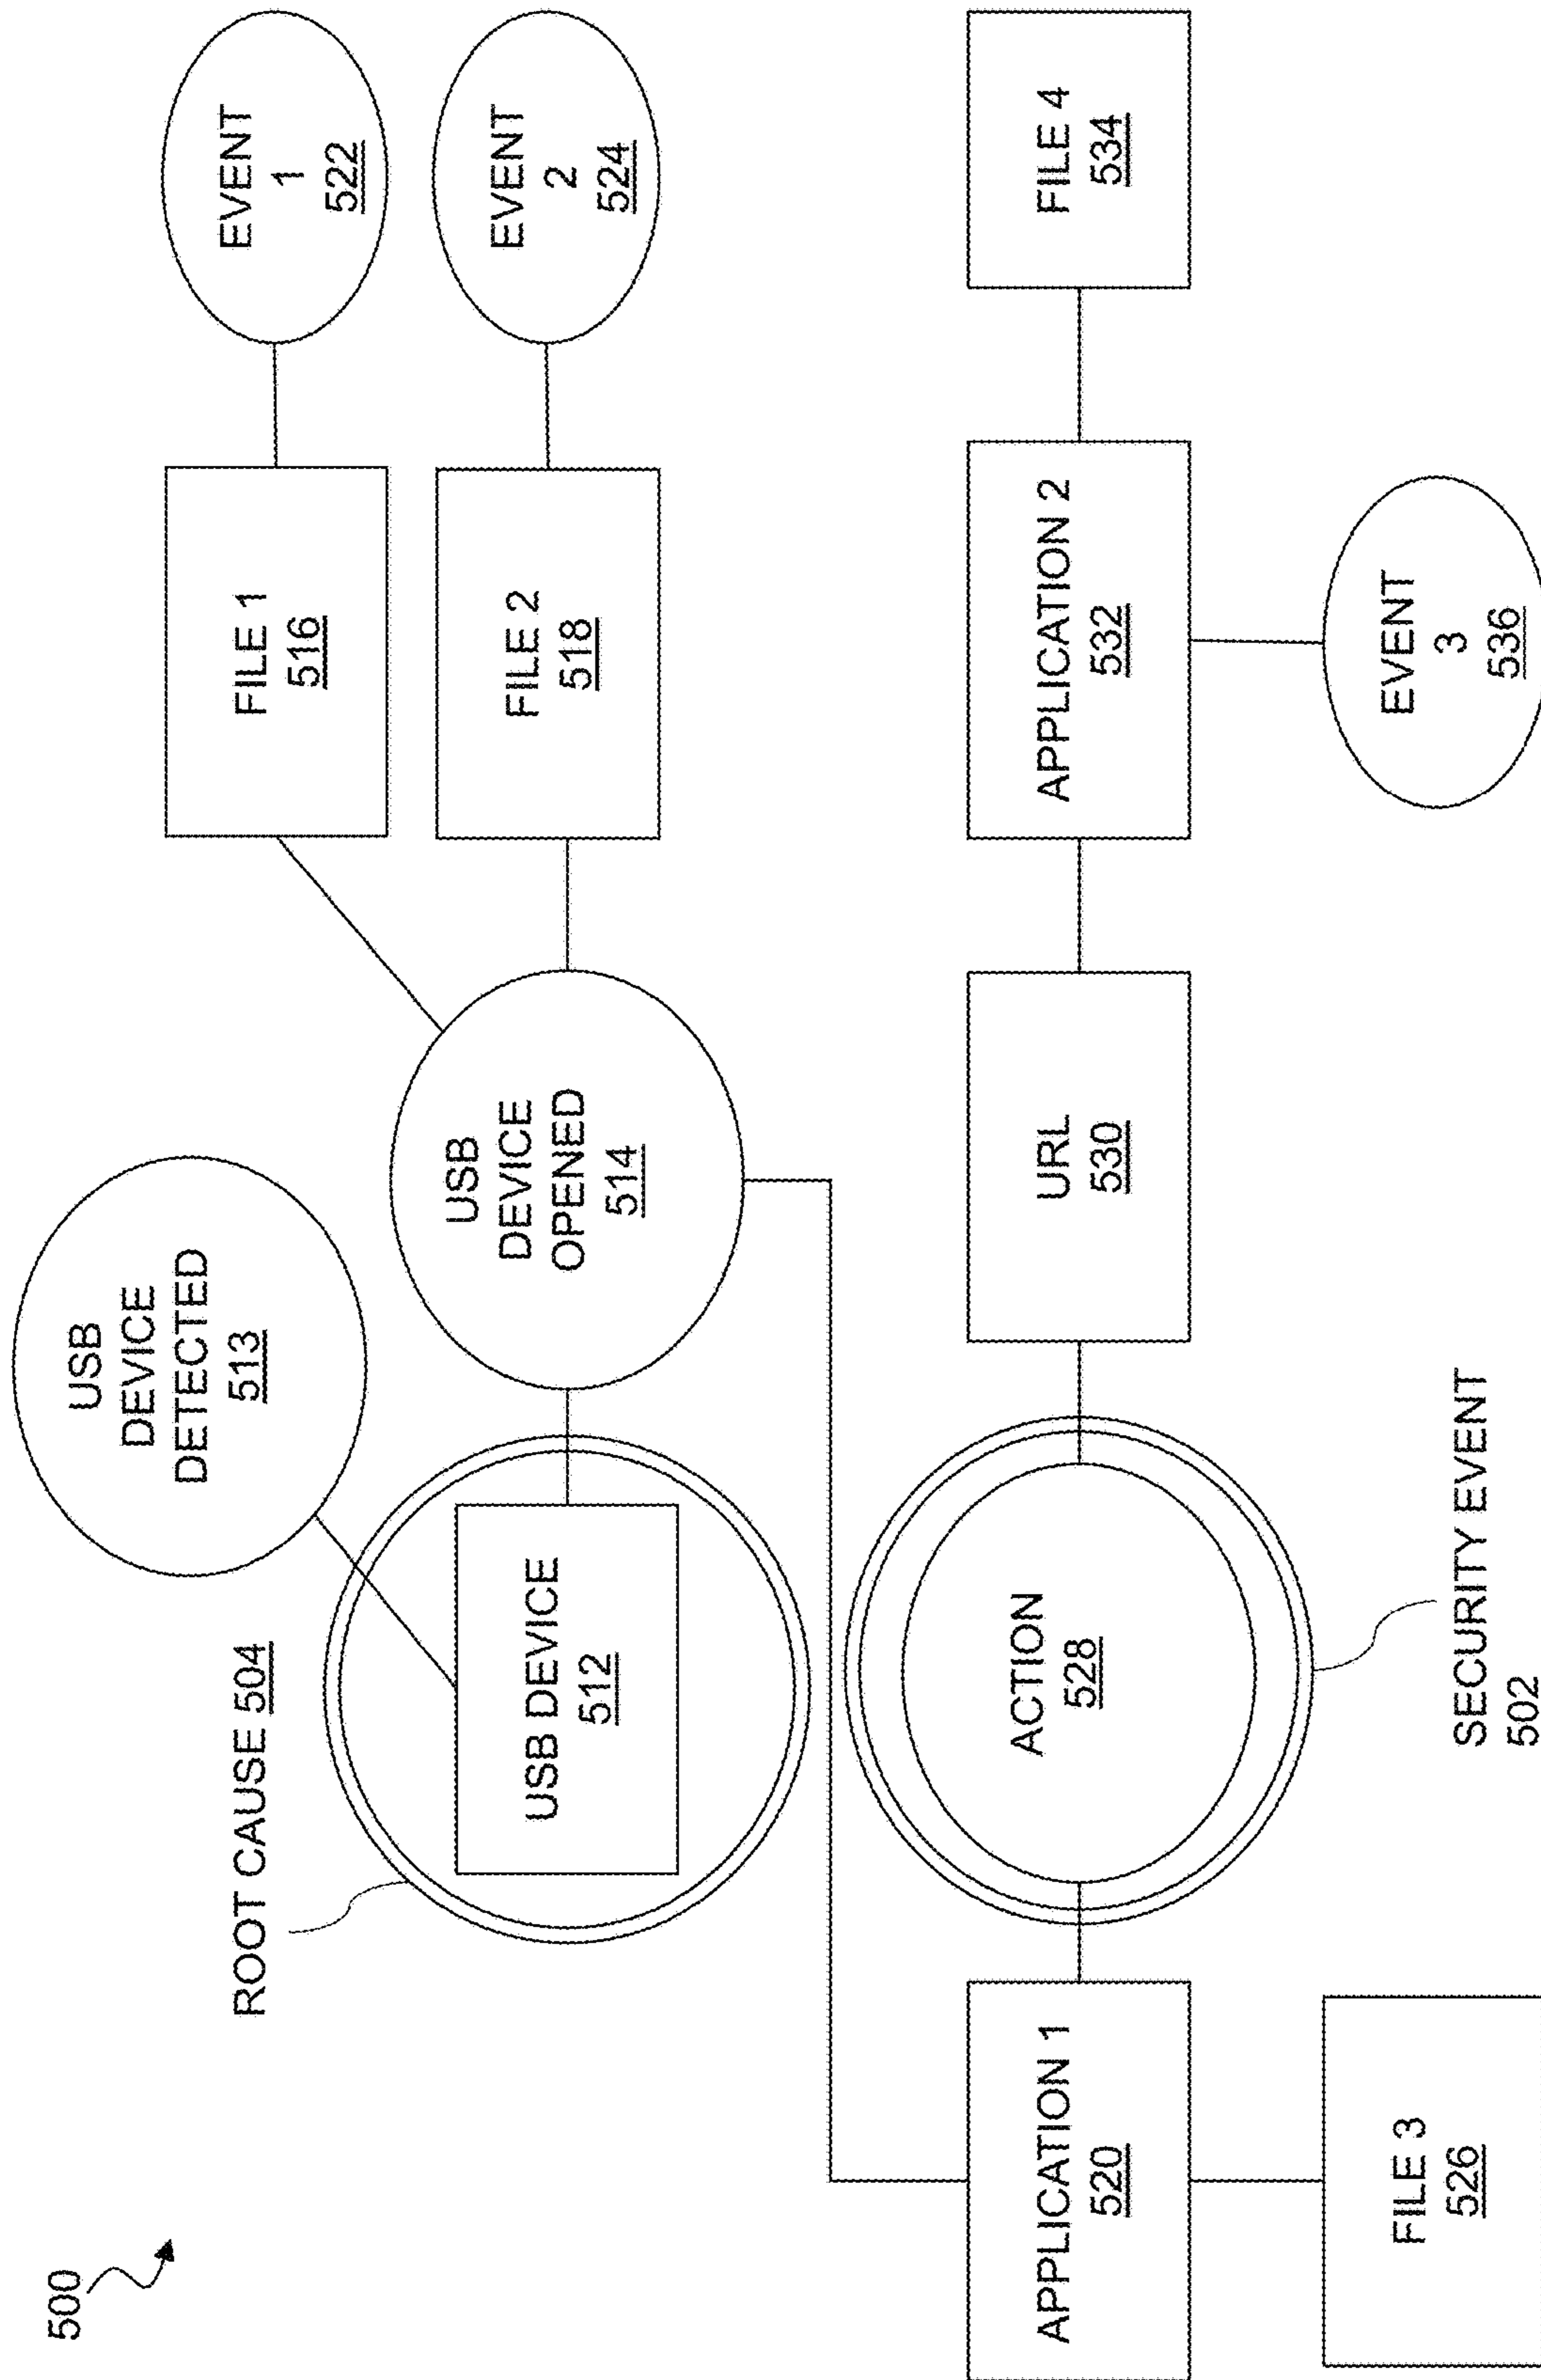 500
ROOT CAUSE 504
USB
DEVICE
DETECTED
513
USB DEVICE
512
USB
DEVICE
OPENED
514
FILE 1
516
EVENT
1
522
FILE 2
518
EVENT
2
524
APPLICATION 1
520
ACTION
528
URL
530
APPLICATION 2
532
FILE 4
534
FILE 3
526
SECURITY EVENT
502
EVENT
3
536